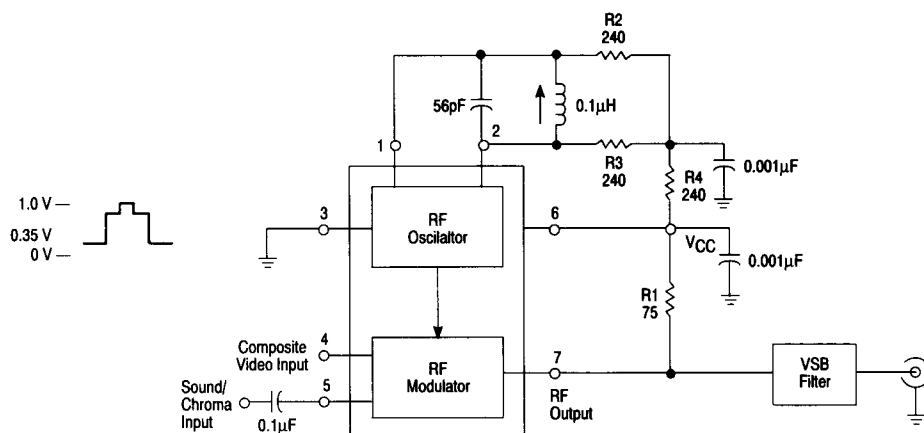 R2
240
56pF
0.1µH
1
2
R3
240
R4
240
0.001µF
1.0 V
0.35 V
0 V
3
RF
Oscilaltor
6
VCC
0.001µF
R1
75
Composite
Video Input
4
RF
Modulator
7
RF
Output
VSB
Filter
Sound/
Chroma
Input
0.1µF
5